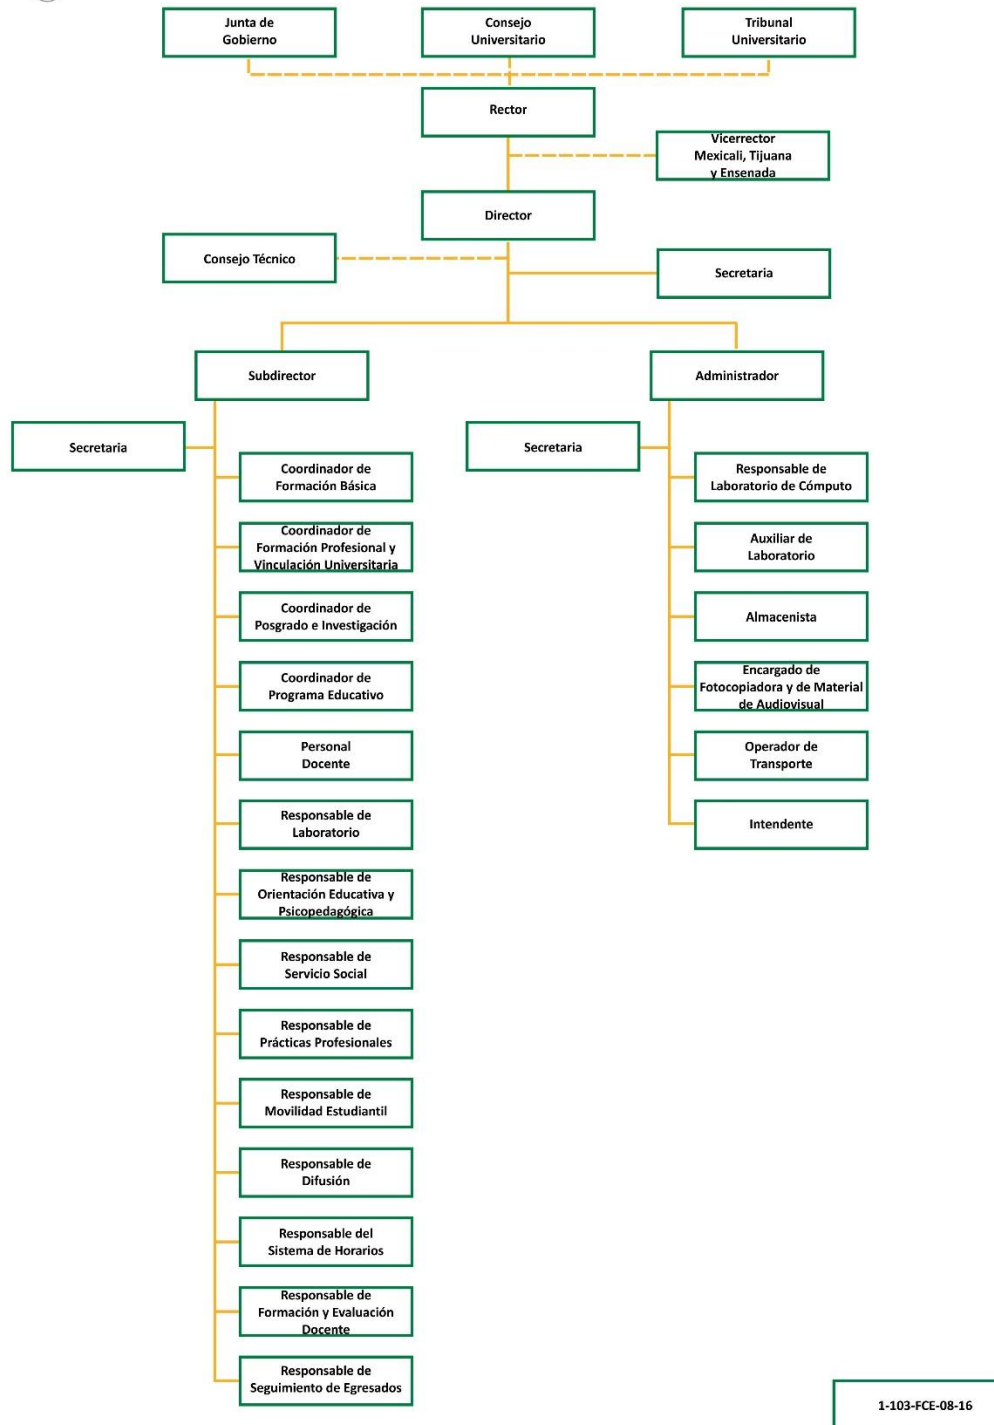 Junta de
Gobierno
Consejo
Universitario
Tribunal
Universitario
Rector
Vicerrector
Mexicali, Tijuana
y Ensenada
Director
Consejo Técnico
Secretaria
Subdirector
Administrador
Secretaria
Coordinador de
Formación Básica
Coordinador de
Formación Profesional y
Vinculación Universitaria
Coordinador de
Posgrado e Investigación
Coordinador de
Programa Educativo
Personal
Docente
Responsable de
Laboratorio
Responsable de
Orientación Educativa y
Psicopedagógica
Responsable de
Servicio Social
Responsable de
Prácticas Profesionales
Responsable de
Movilidad Estudiantil
Responsable de
Difusión
Responsable del
Sistema de Horarios
Responsable de
Formación y Evaluación
Docente
Responsable de
Seguimiento de Egresados
Secretaria
Responsable de
Laboratorio de Cómputo
Auxiliar de
Laboratorio
Almacenista
Encargado de
Fotocopiadora y de Material
de Audiovisual
Operador de
Transporte
Intendente
1-103-FCE-08-16